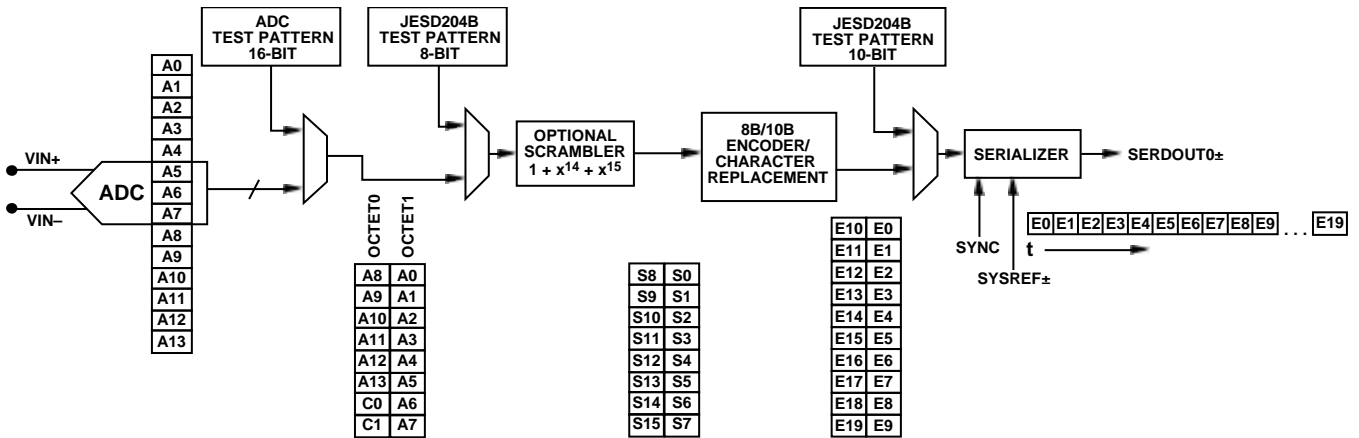 ADC
TEST PATTERN
16-BIT
JESD204B
TEST PATTERN
8-BIT
JESD204B
TEST PATTERN
10-BIT
A0
A1
A2
A3
A4
A5
A6
A7
A8
A9
A10
A11
A12
A13
VIN+
VIN–
ADC
OCTET0
OCTET1
A8 A0
A9 A1
A10 A2
A11 A3
A12 A4
A13 A5
C0 A6
C1 A7
OPTIONAL
SCRAMBLER
1 + x¹⁴ + x¹⁵
S8 S0
S9 S1
S10 S2
S11 S3
S12 S4
S13 S5
S14 S6
S15 S7
8B/10B
ENCODER/
CHARACTER
REPLACEMENT
E10 E0
E11 E1
E12 E2
E13 E3
E14 E4
E15 E5
E16 E6
E17 E7
E18 E8
E19 E9
SERIALIZER
SERDOUT0±
SYNC
SYSREF±
E0 E1 E2 E3 E4 E5 E6 E7 E8 E9 . . . E19
t